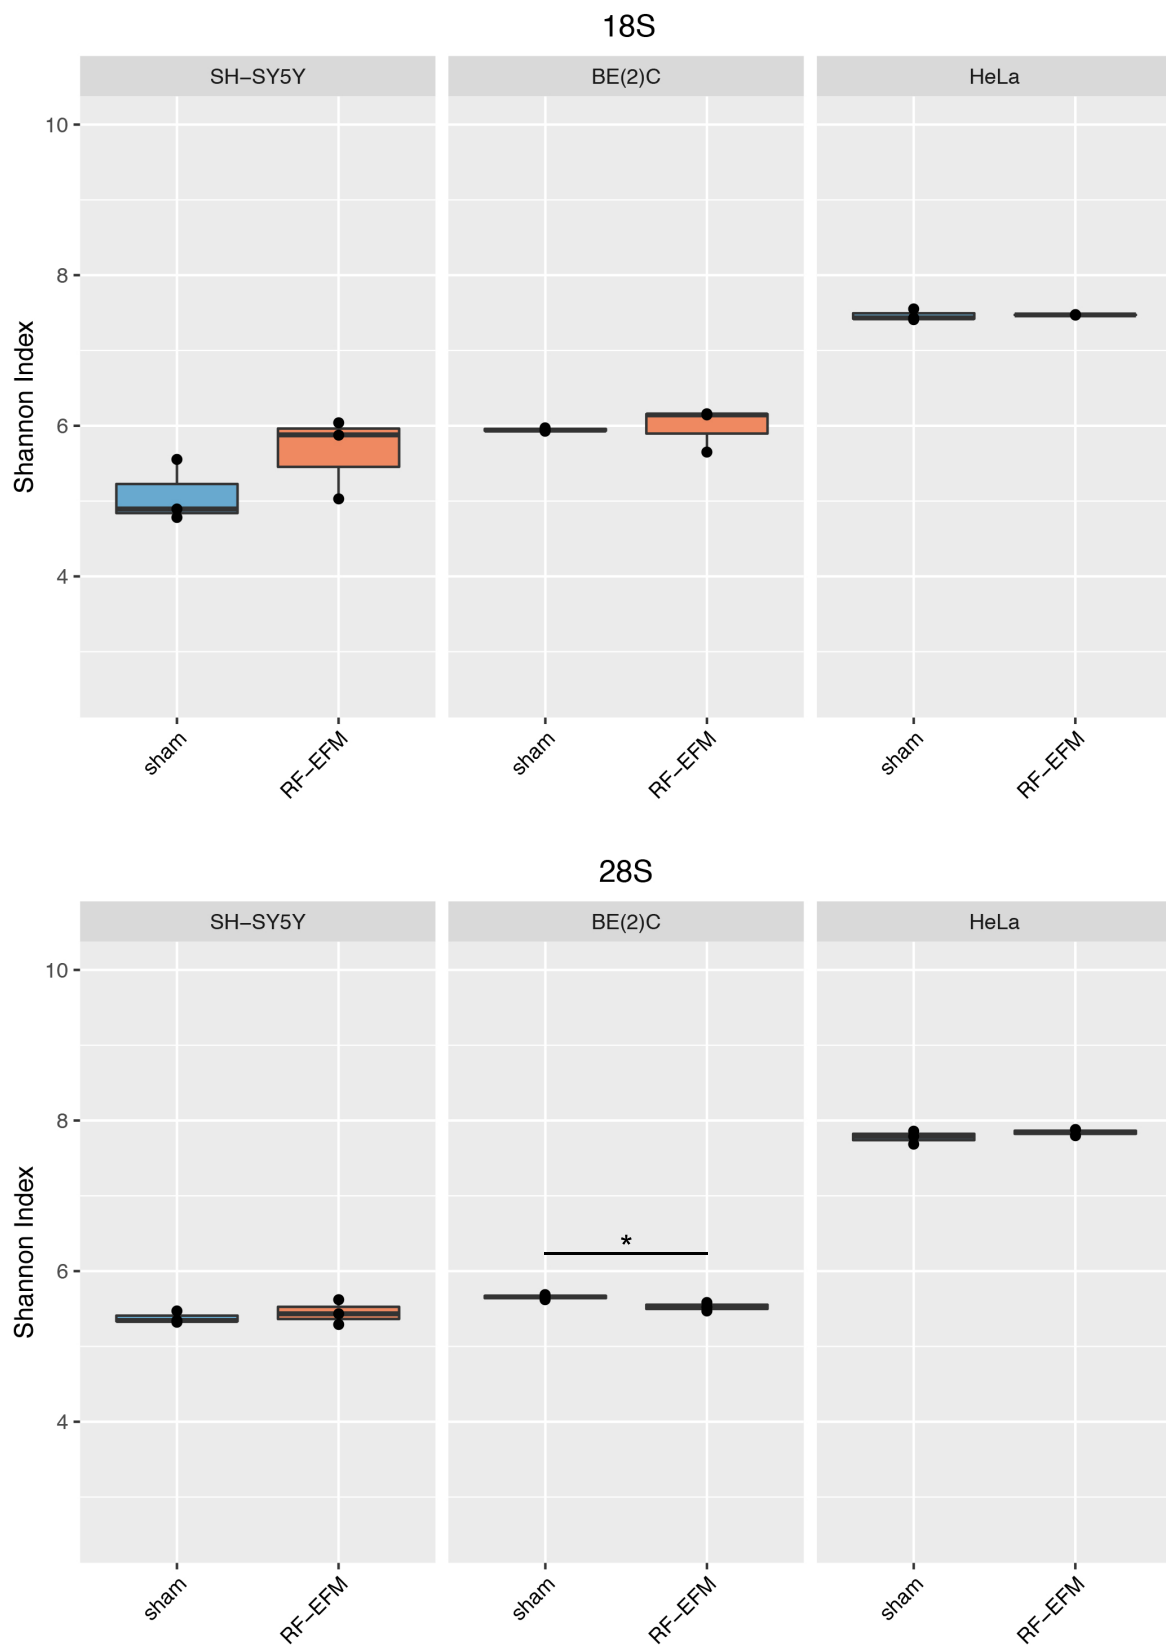 18S
SH−SY5Y BE(2)C HeLa
10
8
6
4
Shannon Index
sham RF−EFM sham RF−EFM sham RF−EFM
28S
SH−SY5Y BE(2)C HeLa
10
8
*
6
4
Shannon Index
sham RF−EFM sham RF−EFM sham RF−EFM